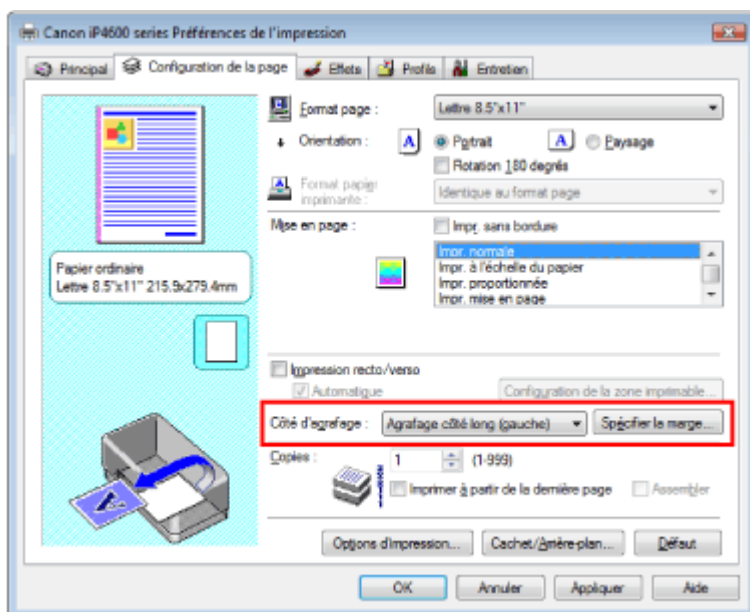 Canon iP4600 series Préférences de l'impression
Principal Configuration de la page Effets Profils Entretien
Format page : Lettre 8.5"x11"
Orientation : A Portrait A Paysage
Rotation 180 degrés
Format papier imprimante : Identique au format page
Mise en page : Impr. sans bordure
Impr. normale
Impr. à l'échelle du papier
Impr. proportionnée
Impr. mise en page
Papier ordinaire
Lettre 8.5"x11" 215.9x279.4mm
Impression recto/verso
Automatique Configuration de la zone imprimable...
Côté d'agrafage : Agrafage côté long (gauche) Spécifier la marge...
Copies : 1 (1-999)
Imprimer à partir de la dernière page Assembler
Options d'impression... Cachet/Arrière-plan... Défaut
OK Annuler Appliquer Aide